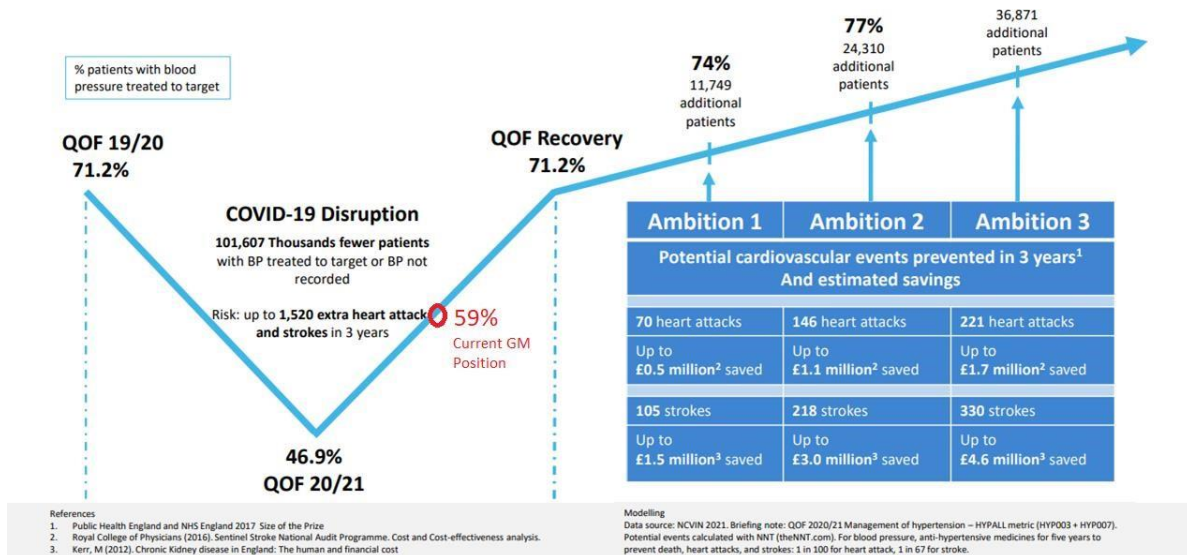 % patients with blood
pressure treated to target
QOF 19/20
71.2%
COVID-19 Disruption
101,607 Thousands fewer patients
with BP treated to target or BP not
recorded
Risk: up to 1,520 extra heart attack
and strokes in 3 years
59%
Current GM
Position
46.9%
QOF 20/21
QOF Recovery
71.2%
74%
11,749
additional
patients
77%
24,310
additional
patients
36,871
additional
patients
Ambition 1 Ambition 2 Ambition 3
Potential cardiovascular events prevented in 3 years1
And estimated savings
70 heart attacks 146 heart attacks 221 heart attacks
Up to Up to Up to
£0.5 million2 saved £1.1 million2 saved £1.7 million2 saved
105 strokes 218 strokes 330 strokes
Up to Up to Up to
£1.5 million3 saved £3.0 million3 saved £4.6 million3 saved
References
1. Public Health England and NHS England 2017 Size of the Prize
2. Royal College of Physicians (2016). Sentinel Stroke National Audit Programme. Cost and Cost-effectiveness analysis.
3. Kerr, M (2012). Chronic Kidney disease in England: The human and financial cost
Modelling
Data source: NCVIN 2021. Briefing note: QOF 2020/21 Management of hypertension – HYPALL metric (HYP003 + HYP007).
Potential events calculated with NNT (theNNT.com). For blood pressure, anti-hypertensive medicines for five years to
prevent death, heart attacks, and strokes: 1 in 100 for heart attack, 1 in 67 for stroke.